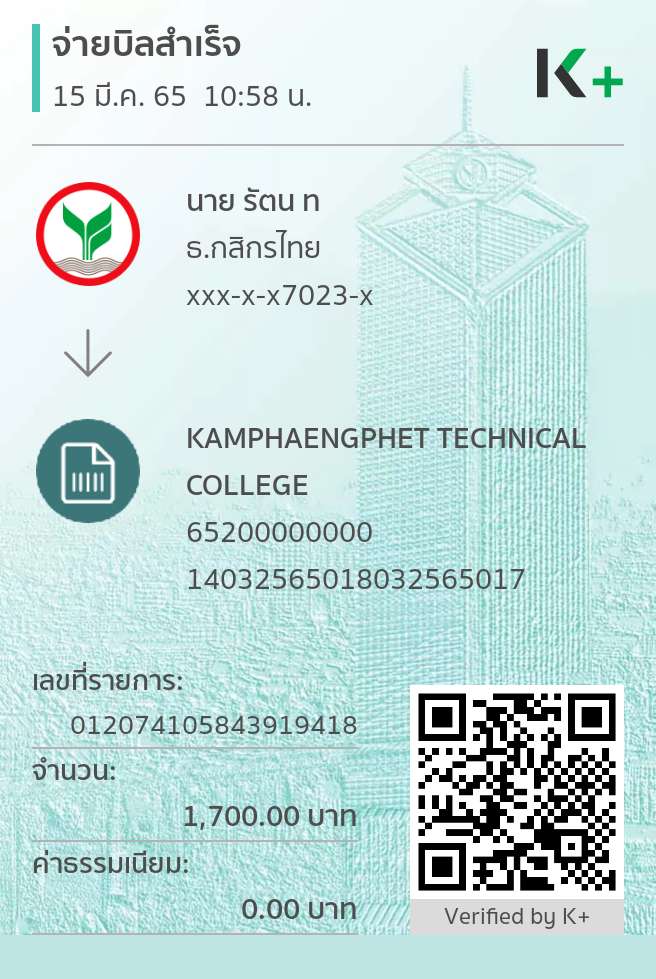 จ่ายบิลสำเร็จ
15 มี.ค. 65 10:58 น.
K+
นาย รัตน ท
ธ.กสิกรไทย
xxx-x-x7023-x
KAMPHAENGPHET TECHNICAL
COLLEGE
65200000000
14032565018032565017
เลขที่รายการ:
012074105843919418
จำนวน:
1,700.00 บาท
ค่าธรรมเนียม:
0.00 บาท
Verified by K+